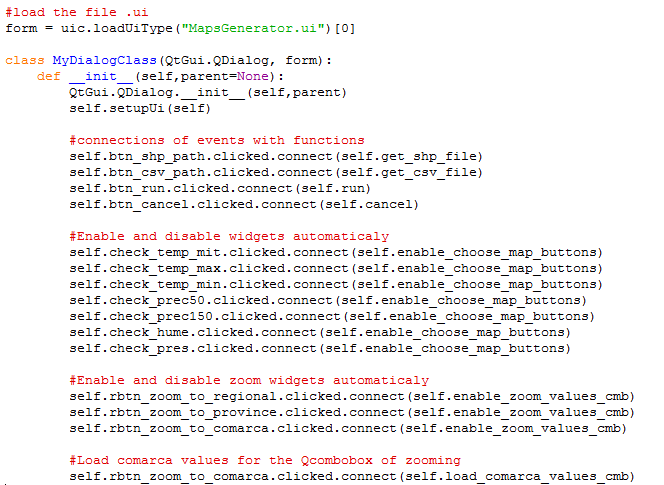 #load the file .ui
form = uic.loadUiType("MapsGenerator.ui")[0]

class MyDialogClass(QtGui.QDialog, form):
    def __init__(self,parent=None):
        QtGui.QDialog.__init__(self,parent)
        self.setupUi(self)

        #connections of events with functions
        self.btn_shp_path.clicked.connect(self.get_shp_file)
        self.btn_csv_path.clicked.connect(self.get_csv_file)
        self.btn_run.clicked.connect(self.run)
        self.btn_cancel.clicked.connect(self.cancel)

        #Enable and disable widgets automaticaly
        self.check_temp_mit.clicked.connect(self.enable_choose_map_buttons)
        self.check_temp_max.clicked.connect(self.enable_choose_map_buttons)
        self.check_temp_min.clicked.connect(self.enable_choose_map_buttons)
        self.check_prec50.clicked.connect(self.enable_choose_map_buttons)
        self.check_prec150.clicked.connect(self.enable_choose_map_buttons)
        self.check_hume.clicked.connect(self.enable_choose_map_buttons)
        self.check_pres.clicked.connect(self.enable_choose_map_buttons)

        #Enable and disable zoom widgets automaticaly
        self.rbtn_zoom_to_regional.clicked.connect(self.enable_zoom_values_cmb)
        self.rbtn_zoom_to_province.clicked.connect(self.enable_zoom_values_cmb)
        self.rbtn_zoom_to_comarca.clicked.connect(self.enable_zoom_values_cmb)

        #Load comarca values for the Qcombobox of zooming
        self.rbtn_zoom_to_comarca.clicked.connect(self.load_comarca_values_cmb)